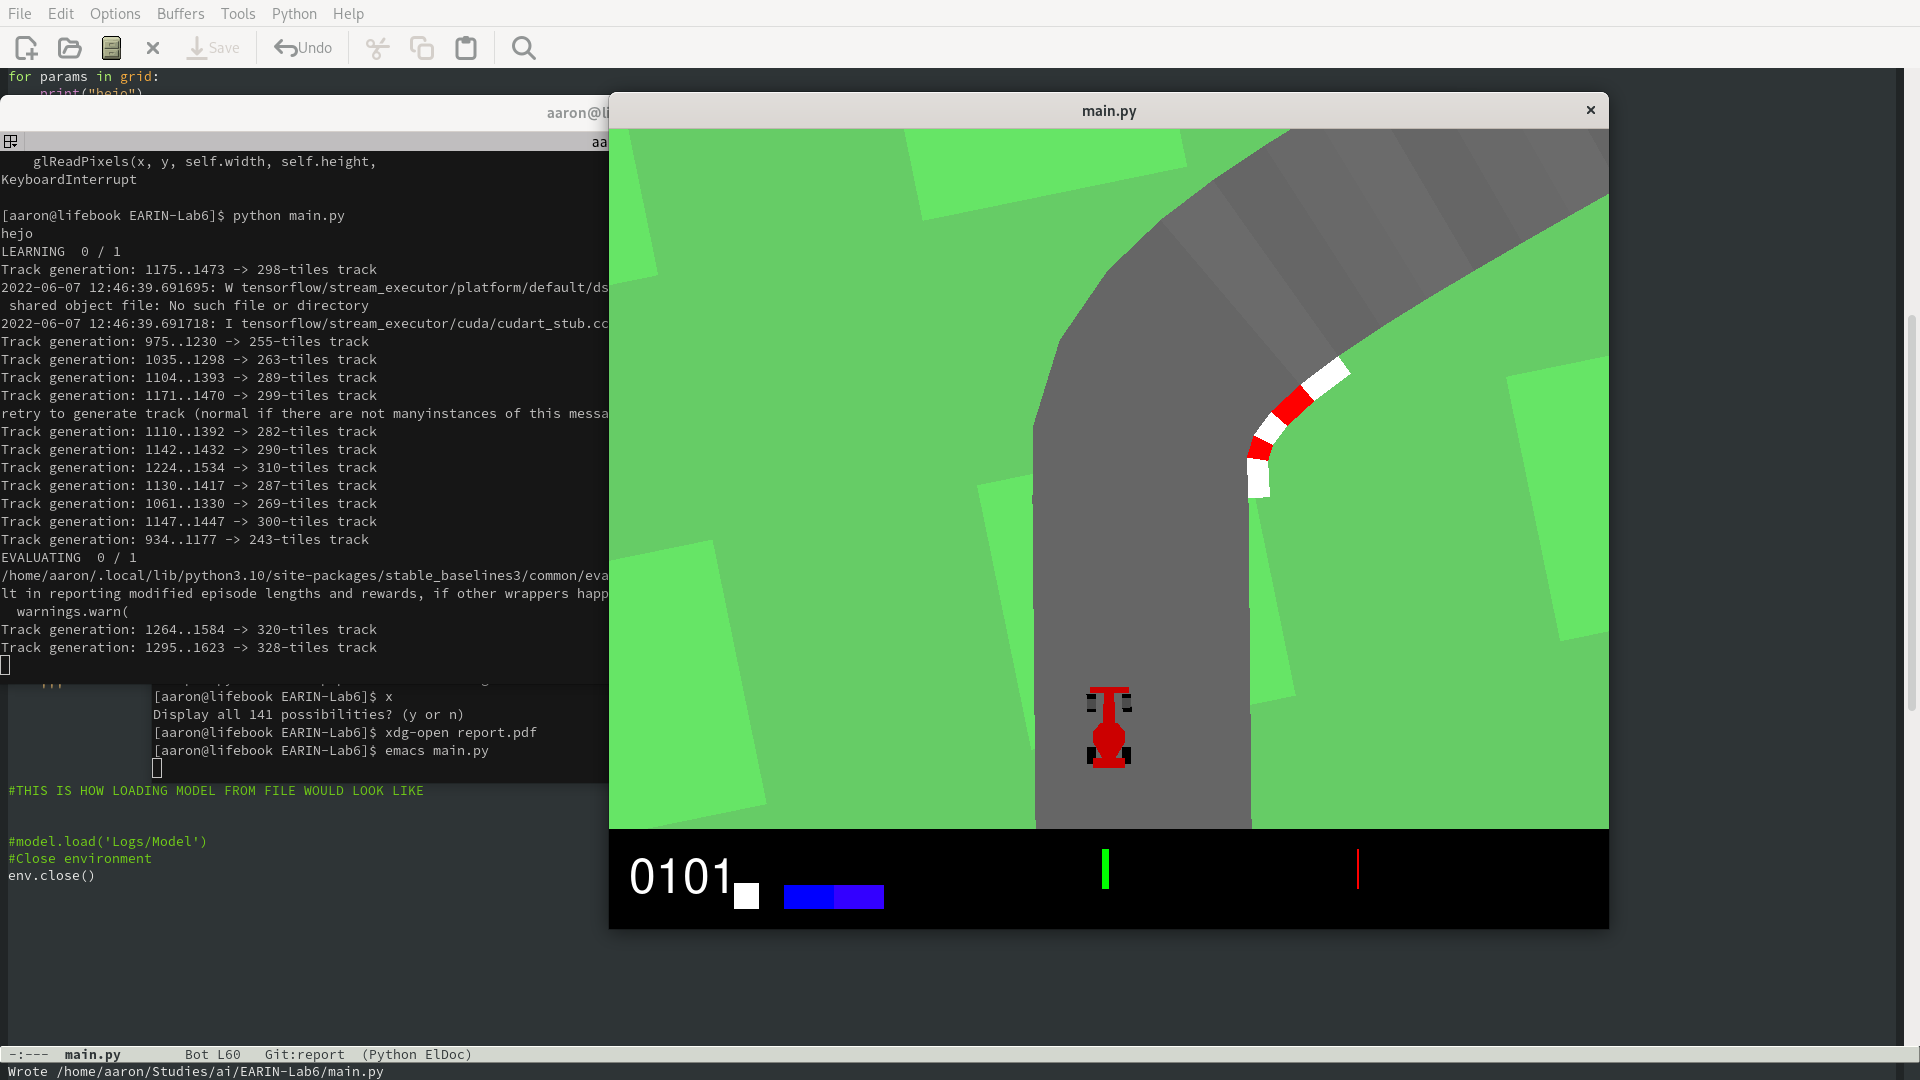 File Edit Options Buffers Tools Python Help
Save Undo
for params in grid:
print("hejo")
aaron@li
main.py
aa
glReadPixels(x, y, self.width, self.height,
KeyboardInterrupt
[aaron@lifebook EARIN-Lab6]$ python main.py
hejo
LEARNING  0 / 1
Track generation: 1175..1473 -> 298-tiles track
2022-06-07 12:46:39.691695: W tensorflow/stream_executor/platform/default/ds
shared object file: No such file or directory
2022-06-07 12:46:39.691718: I tensorflow/stream_executor/cuda/cudart_stub.cc
Track generation: 975..1230 -> 255-tiles track
Track generation: 1035..1298 -> 263-tiles track
Track generation: 1104..1393 -> 289-tiles track
Track generation: 1171..1470 -> 299-tiles track
retry to generate track (normal if there are not manyinstances of this messa
Track generation: 1110..1392 -> 282-tiles track
Track generation: 1142..1432 -> 290-tiles track
Track generation: 1224..1534 -> 310-tiles track
Track generation: 1130..1417 -> 287-tiles track
Track generation: 1061..1330 -> 269-tiles track
Track generation: 1147..1447 -> 300-tiles track
Track generation: 934..1177 -> 243-tiles track
EVALUATING  0 / 1
/home/aaron/.local/lib/python3.10/site-packages/stable_baselines3/common/eva
lt in reporting modified episode lengths and rewards, if other wrappers happ
warnings.warn(
Track generation: 1264..1584 -> 320-tiles track
Track generation: 1295..1623 -> 328-tiles track
[aaron@lifebook EARIN-Lab6]$ x
Display all 141 possibilities? (y or n)
[aaron@lifebook EARIN-Lab6]$ xdg-open report.pdf
[aaron@lifebook EARIN-Lab6]$ emacs main.py
#THIS IS HOW LOADING MODEL FROM FILE WOULD LOOK LIKE
#model.load('Logs/Model')
#Close environment
env.close()
0101
-:---  main.py        Bot L60   Git:report  (Python ElDoc)
Wrote /home/aaron/Studies/ai/EARIN-Lab6/main.py